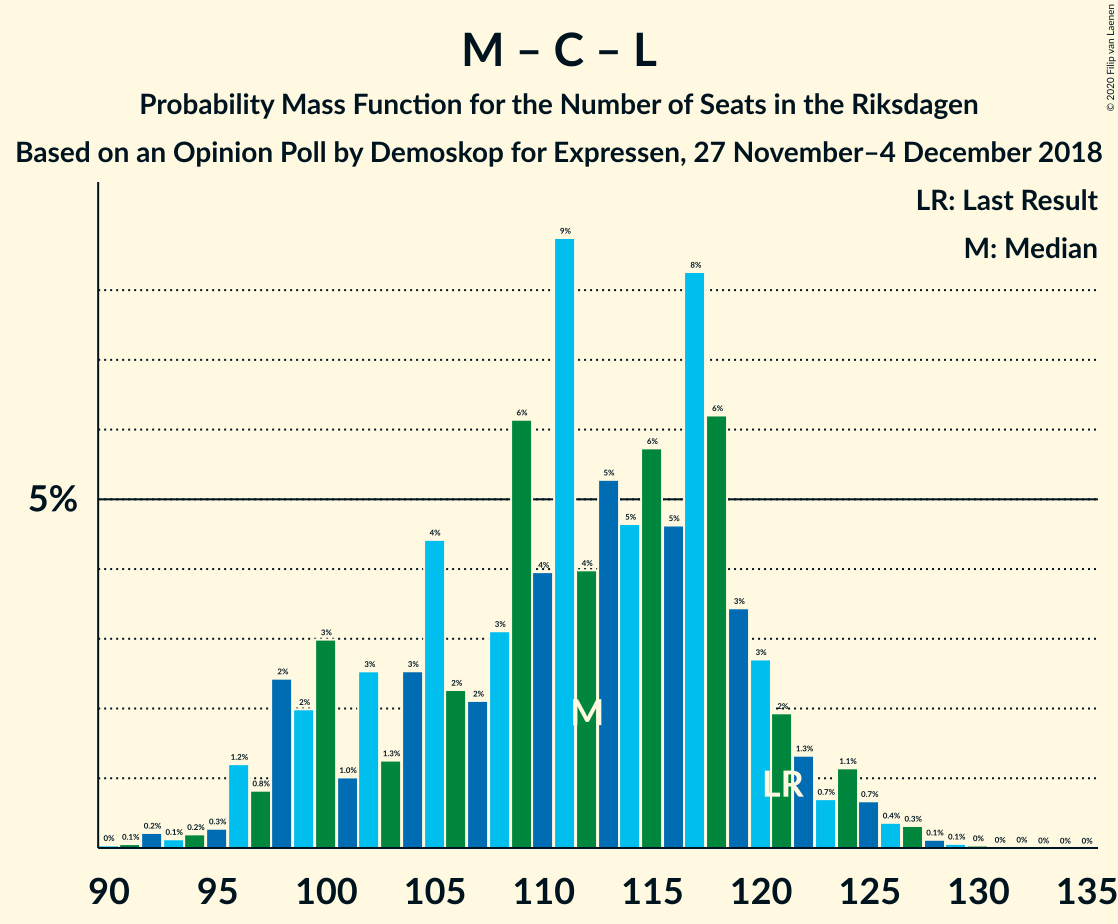 M – C – L
Probability Mass Function for the Number of Seats in the Riksdagen
Based on an Opinion Poll by Demoskop for Expressen, 27 November–4 December 2018
© 2020 Filip van Laenen
LR: Last Result
M: Median
5%
0% 0.1% 0.2% 0.1% 0.2% 0.3% 1.2% 0.8% 2% 2% 3% 1.0% 3% 1.3% 3% 4% 2% 2% 3% 6% 4% 9% 4% 5% 5% 6% 5% 8% 6% 3% 3% 2% 1.3% 0.7% 1.1% 0.7% 0.4% 0.3% 0.1% 0.1% 0% 0% 0% 0% 0% 0%
M
LR
90 95 100 105 110 115 120 125 130 135